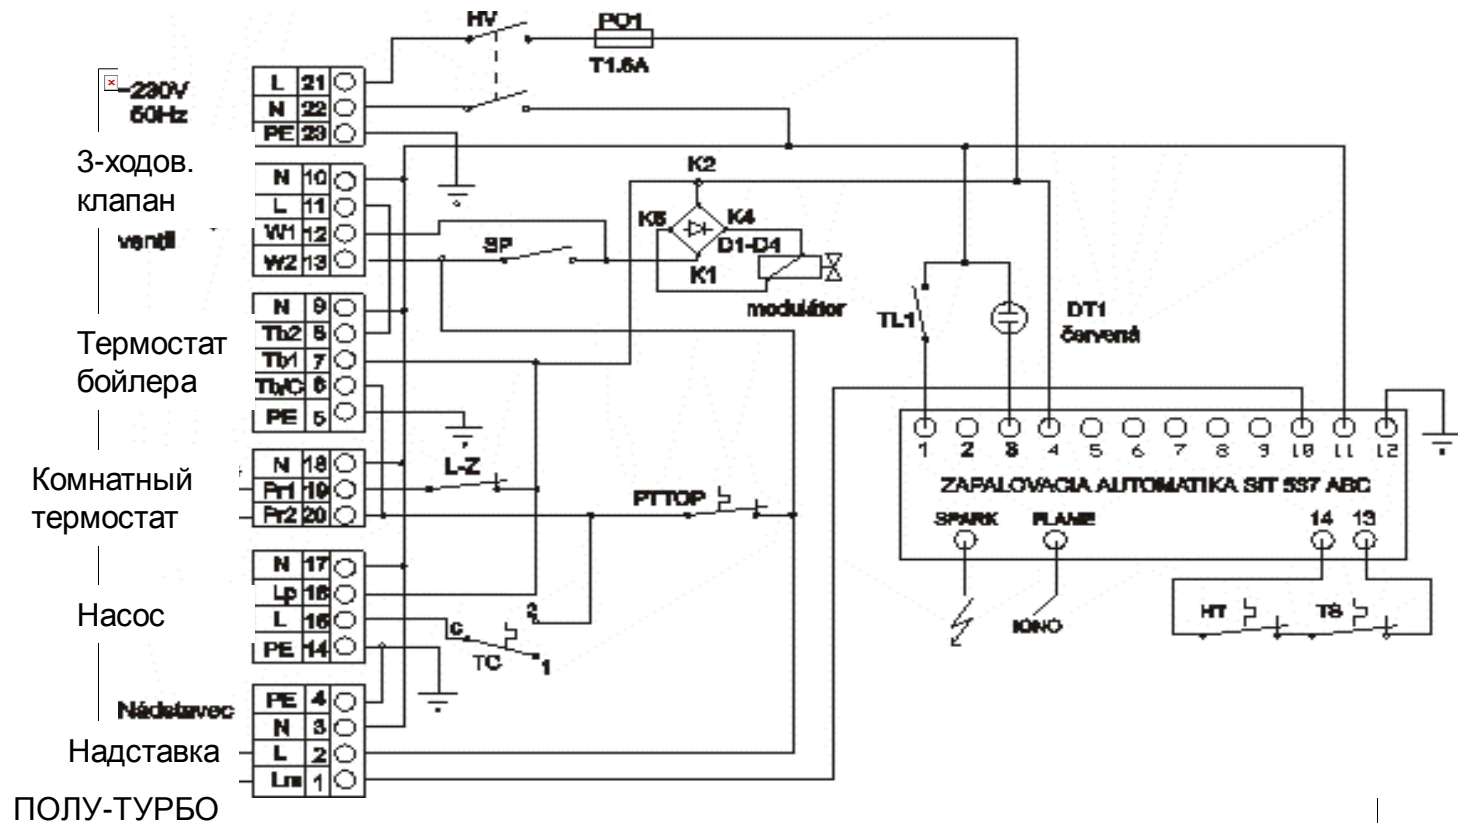 HV
PO1
T1.6A
~230V
50Hz
L 21
N 22
PE 23
3-ходов.
клапан
ventil
N 10
L 11
W1 12
W2 13
SP
K2
K3
K4
D1-D4
K1
modulátor
TL1
DT1
červená
Термостат
бойлера
N 9
Tb2 8
Tb1 7
Tb/C 6
PE 5
Комнатный
термостат
N 18
Pr1 19
Pr2 20
L-Z
PTTOP
1 2 3 4 5 6 7 8 9 10 11 12
ZAPALOVACIA AUTOMATIKA SIT 537 ABC
SPARK FLAME 14 13
IONO
HT TS
Насос
N 17
Lp 16
L 15
PE 14
C
2
TC 1
Nádstavec
Надставка
PE 4
N 3
L 2
Lm 1
ПОЛУ-ТУРБО